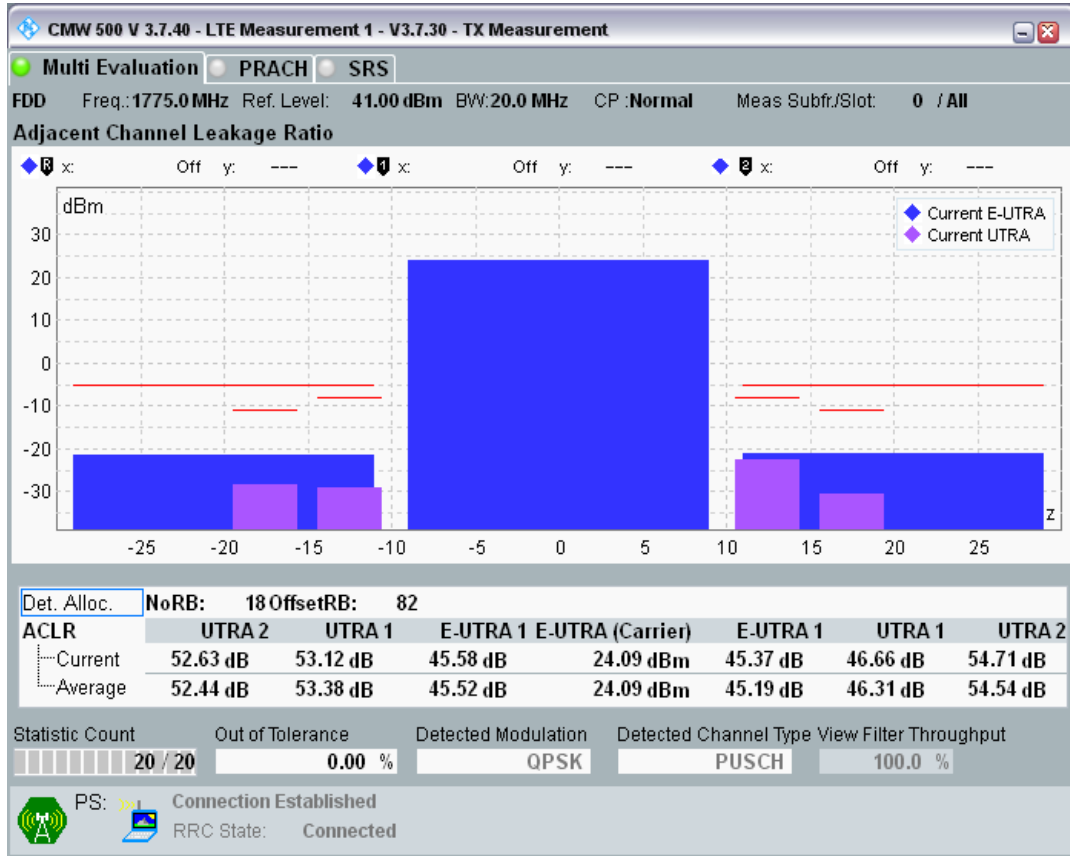 CMW 500 V 3.7.40 - LTE Measurement 1 - V3.7.30 - TX Measurement
Multi Evaluation PRACH SRS
FDD Freq.: 1775.0 MHz Ref. Level: 41.00 dBm BW: 20.0 MHz CP : Normal Meas Subfr./Slot: 0 / All
Adjacent Channel Leakage Ratio
R x: Off y: --- 1 x: Off y: --- 2 x: Off y: ---
dBm
Current E-UTRA
Current UTRA
30
20
10
0
-10
-20
-30
z
-25 -20 -15 -10 -5 0 5 10 15 20 25
Det. Alloc. NoRB: 18 OffsetRB: 82
ACLR UTRA 2 UTRA 1 E-UTRA 1 E-UTRA (Carrier) E-UTRA 1 UTRA 1 UTRA 2
Current 52.63 dB 53.12 dB 45.58 dB 24.09 dBm 45.37 dB 46.66 dB 54.71 dB
Average 52.44 dB 53.38 dB 45.52 dB 24.09 dBm 45.19 dB 46.31 dB 54.54 dB
Statistic Count Out of Tolerance Detected Modulation Detected Channel Type View Filter Throughput
20 / 20 0.00 % QPSK PUSCH 100.0 %
PS: Connection Established
RRC State: Connected